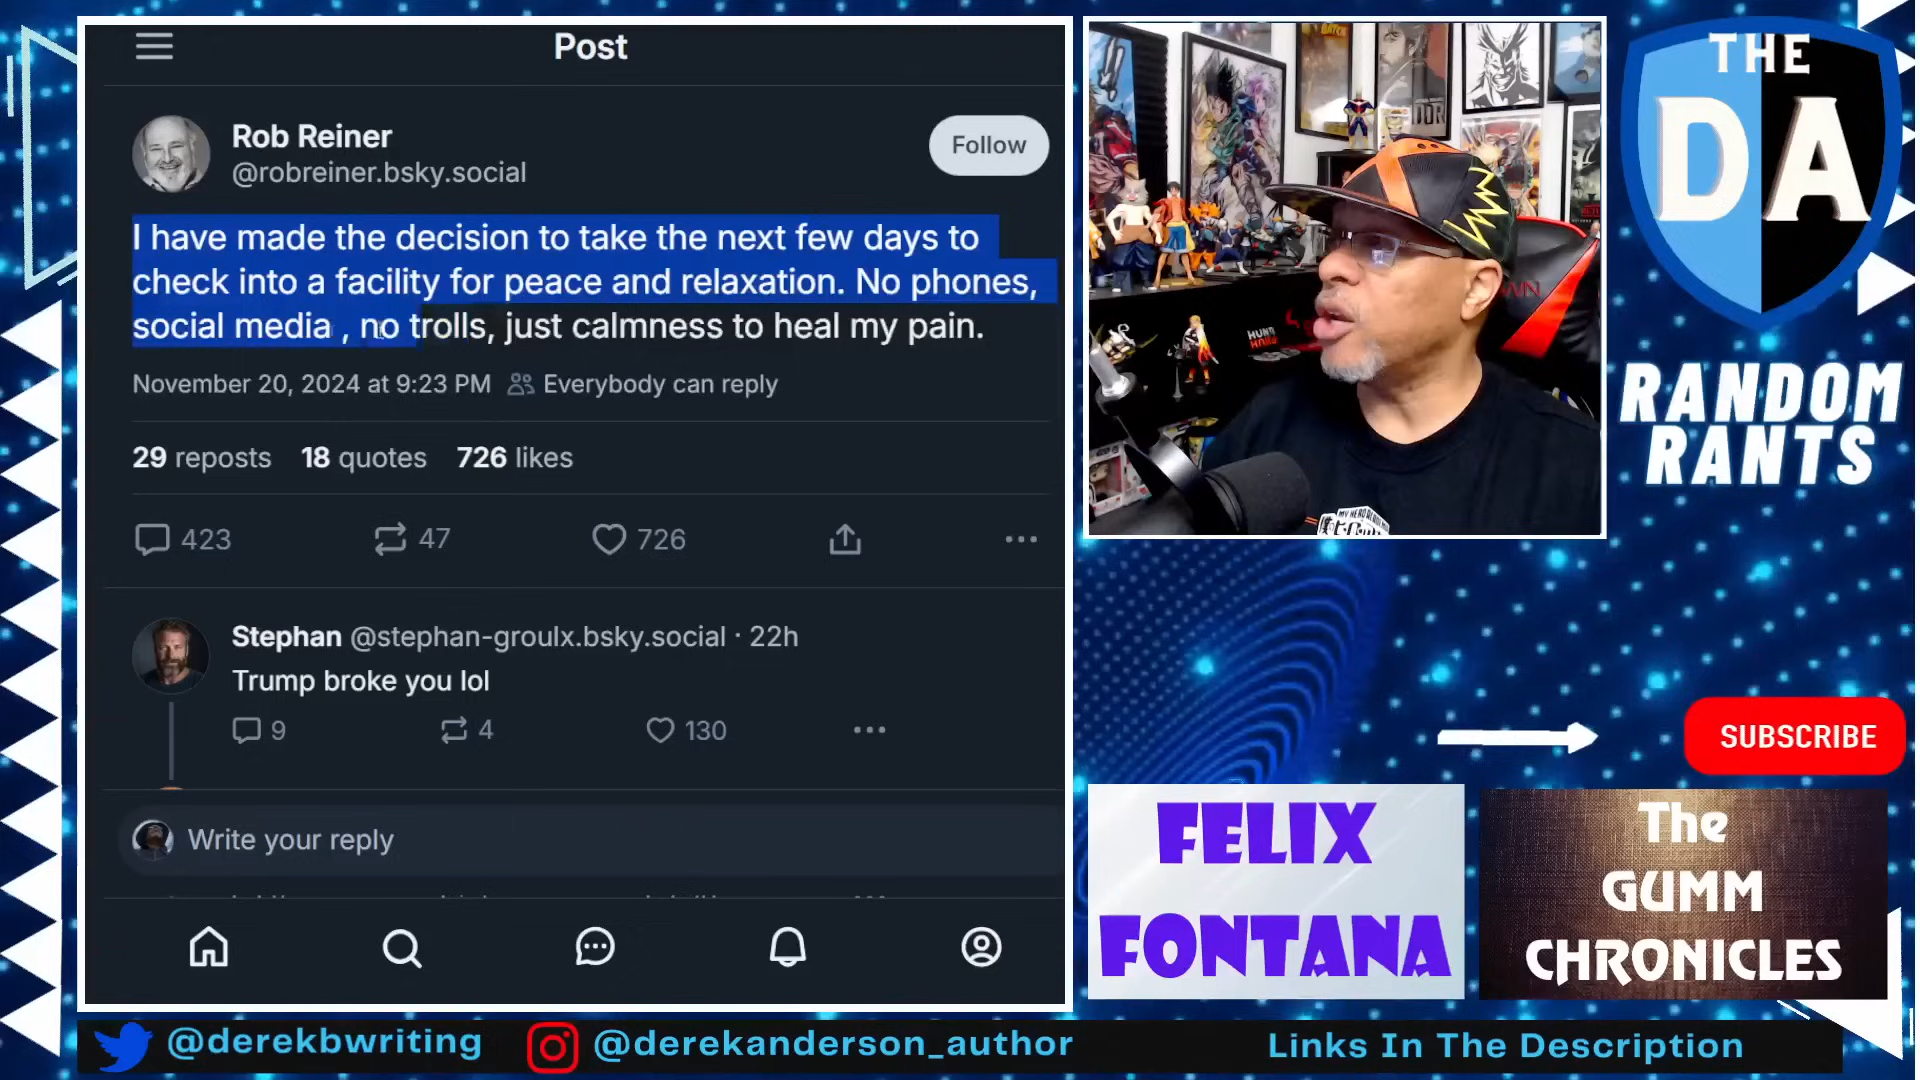 Post
Rob Reiner
@robreiner.bsky.social
Follow
I have made the decision to take the next few days to
check into a facility for peace and relaxation. No phones,
social media , no trolls, just calmness to heal my pain.
November 20, 2024 at 9:23 PM Everybody can reply
29 reposts 18 quotes 726 likes
423 47 726
Stephan @stephan-groulx.bsky.social · 22h
Trump broke you lol
9 4 130
Write your reply
THE
DA
RANDOM
RANTS
SUBSCRIBE
FELIX
FONTANA
The
GUMM
CHRONICLES
@derekbwriting @derekanderson_author Links In The Description